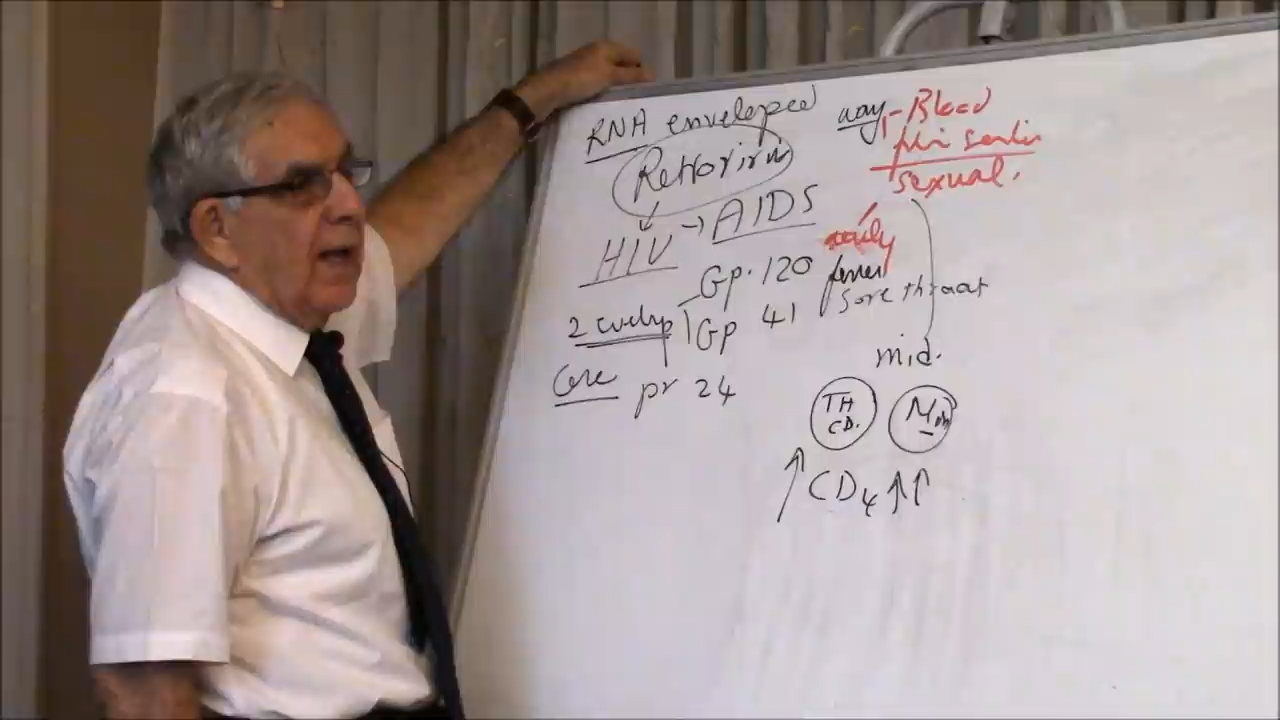 RNA enveloped
Retrovirus
HIV → AIDS
2 envelop Gp. 120
Gp 41
Core pr 24
way - Blood
sexual.
early
fever
Sore throat
mid.
TH
CD.
↑ CD4 ↑↑